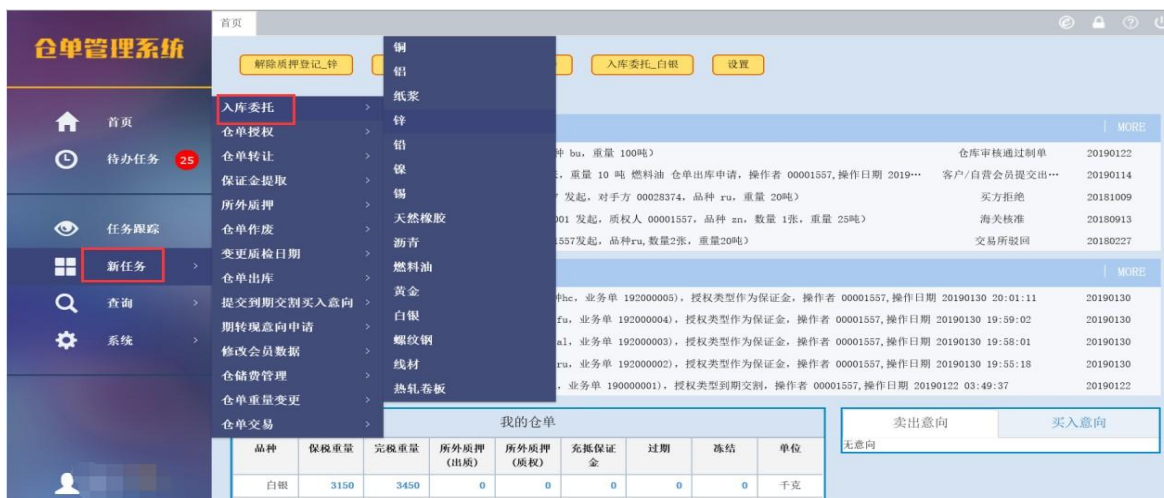 首页
仓单管理系统
解除质押登记_锌
入库委托_白银
设置
首页
待办任务 25
任务跟踪
新任务
查询
系统
入库委托
仓单授权
仓单转让
保证金提取
所外质押
仓单作废
变更质检日期
仓单出库
提交到期交割买入意向
期转现意向申请
修改会员数据
仓储费管理
仓单重量变更
仓单交易
铜
铝
纸浆
锌
铅
镍
锡
天然橡胶
沥青
燃料油
黄金
白银
螺纹钢
线材
热轧卷板
MORE
bu，重量 100吨） 仓库审核通过制单 20190122
，重量 10 吨 燃料油 仓单出库申请，操作者 00001557,操作日期 2019… 客户/自营会员提交出… 20190114
发起，对手方 00028374，品种 ru，重量 20吨） 买方拒绝 20181009
001 发起，质权人 00001557，品种 zn，数量 1张，重量 25吨） 海关核准 20180913
1557发起，品种ru,数量2张，重量20吨） 交易所驳回 20180227
MORE
hc，业务单 192000005)，授权类型作为保证金，操作者 00001557,操作日期 20190130 20:01:11 20190130
fu，业务单 192000004)，授权类型作为保证金，操作者 00001557,操作日期 20190130 19:59:02 20190130
al，业务单 192000003)，授权类型作为保证金，操作者 00001557,操作日期 20190130 19:58:01 20190130
ru，业务单 192000002)，授权类型作为保证金，操作者 00001557,操作日期 20190130 19:55:18 20190130
，业务单 190000001)，授权类型到期交割，操作者 00001557,操作日期 20190122 03:49:37 20190122
我的仓单
品种 保税重量 完税重量 所外质押(出质) 所外质押(质权) 充抵保证金 过期 冻结 单位
白银 3150 3450 0 0 0 0 0 千克
卖出意向 买入意向
无意向